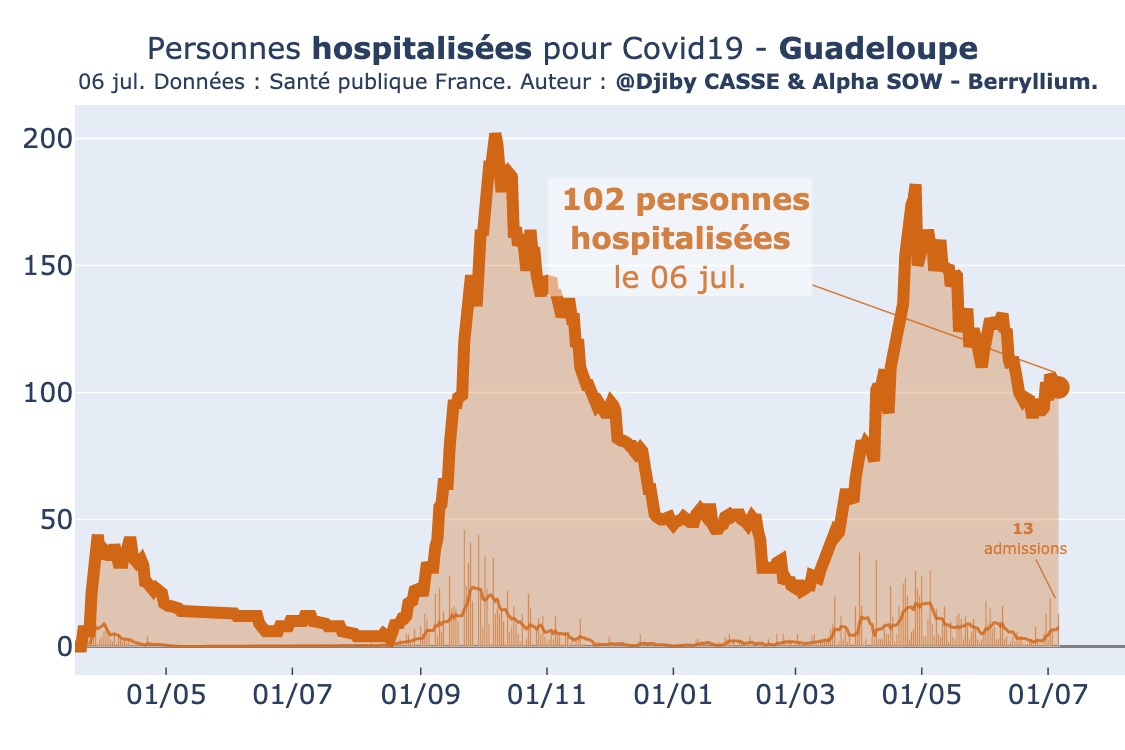 Personnes hospitalisées pour Covid19 - Guadeloupe
06 jul. Données : Santé publique France. Auteur : @Djiby CASSE & Alpha SOW - Berryllium.
200
102 personnes
hospitalisées
le 06 jul.
150
100
50
13
admissions
0
01/05 01/07 01/09 01/11 01/01 01/03 01/05 01/07